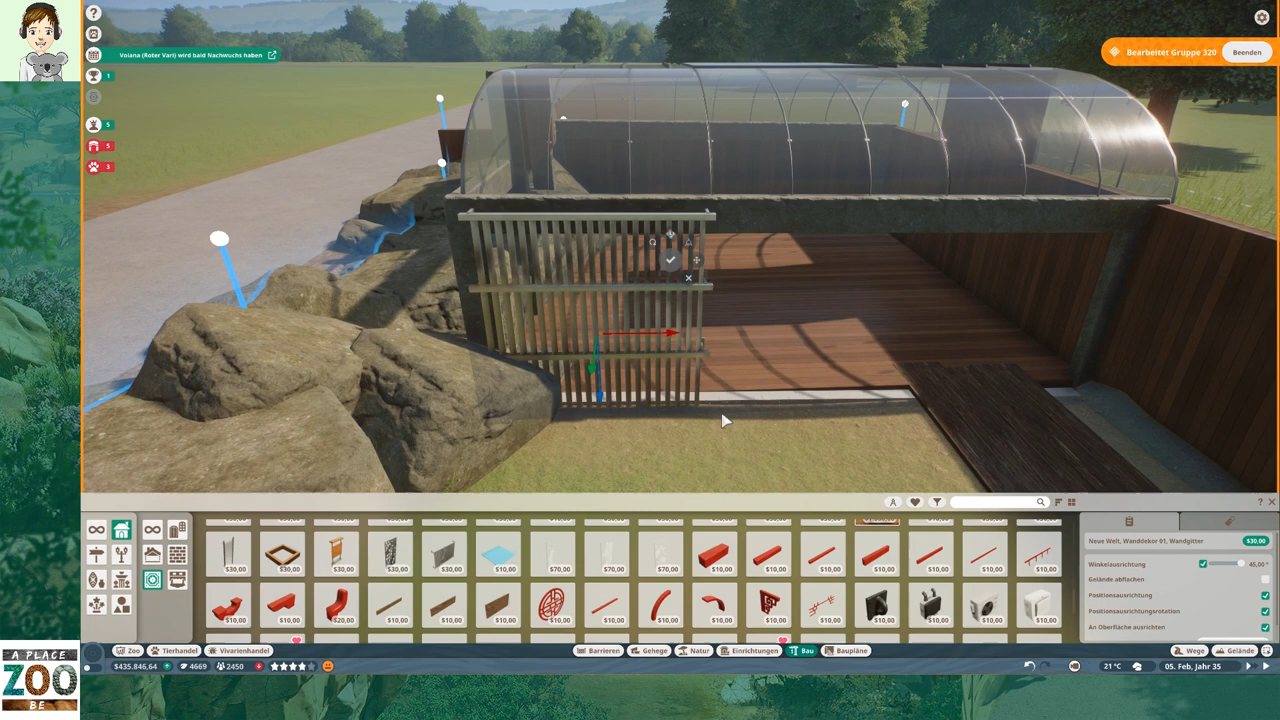 Voiana (Roter Vari) wird bald Nachwuchs haben
1
5
5
3
Bearbeitet Gruppe 320
Beenden
$30,00
$30,00
$30,00
$30,00
$30,00
$10,00
$70,00
$70,00
$70,00
$10,00
$10,00
$10,00
$10,00
$10,00
$10,00
$10,00
$10,00
$10,00
$20,00
$10,00
$10,00
$10,00
$10,00
$10,00
$10,00
$10,00
$10,00
$10,00
$10,00
$10,00
$10,00
$10,00
Neue Welt, Wanddekor 01, Wandgitter
$30,00
Winkelausrichtung
45,00 °
Gelände abflachen
Positionsausrichtung
Positionsausrichtungsrotation
An Oberfläche ausrichten
Zoo
Tierhandel
Vivarienhandel
Barrieren
Gehege
Natur
Einrichtungen
Bau
Baupläne
Wege
Gelände
$435.846,64
4669
2450
21 °C
05. Feb, Jahr 35
A PLACE
ZOO
BE